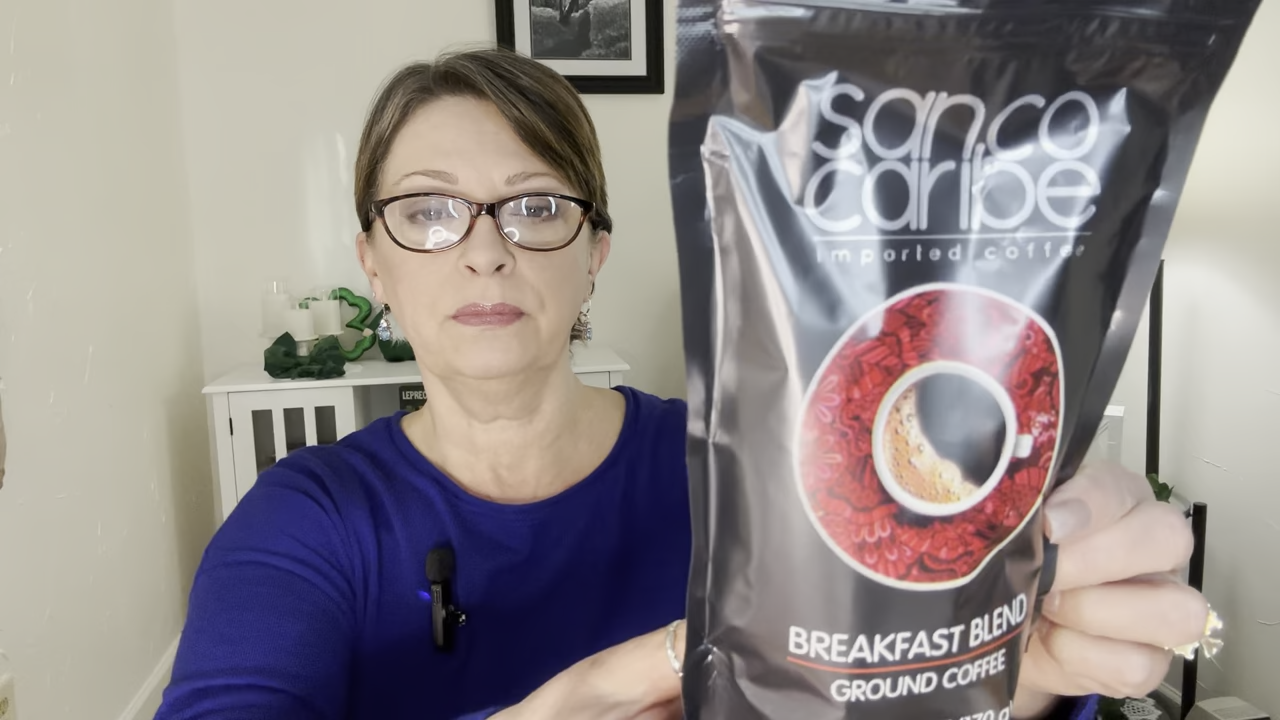 sanco
caribe
imported coffee
BREAKFAST BLEND
GROUND COFFEE